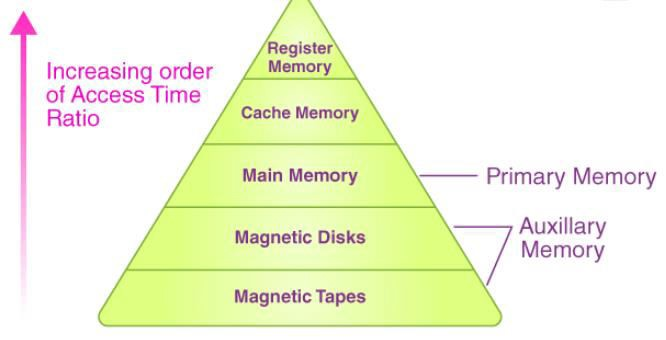 Register
Memory
Increasing order
of Access Time
Ratio
Cache Memory
Main Memory
Primary Memory
Magnetic Disks
Auxillary
Memory
Magnetic Tapes